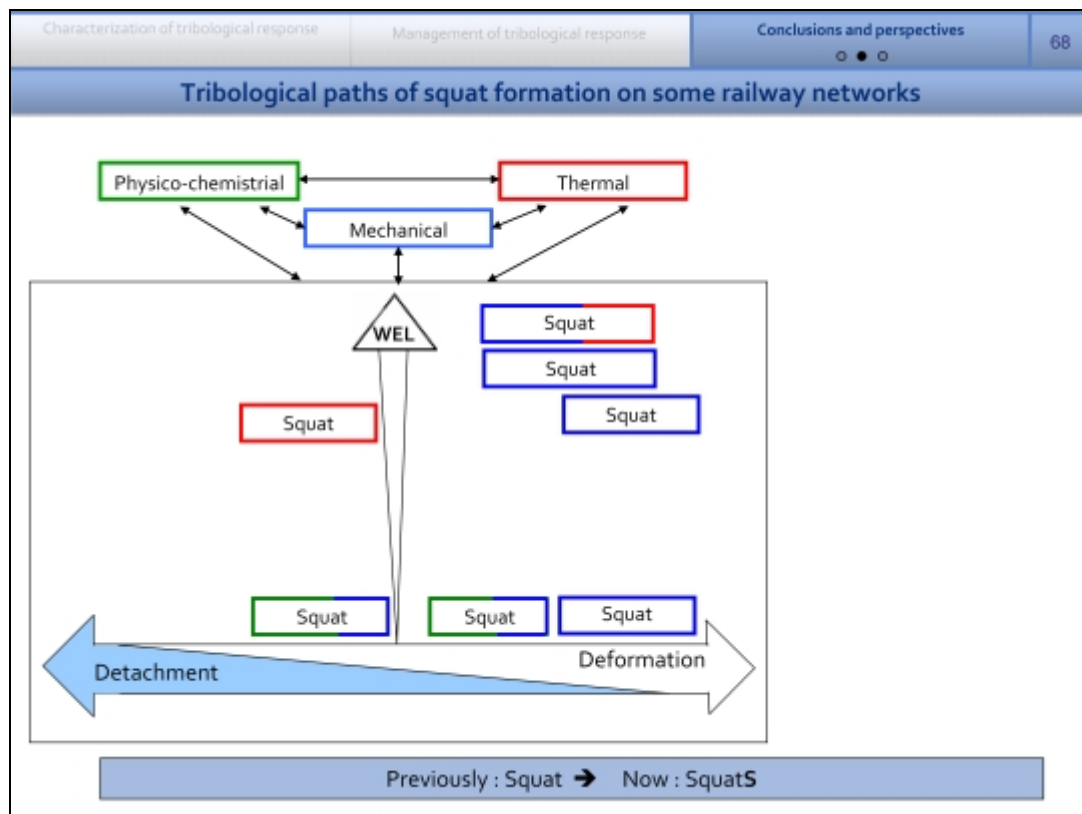 Characterization of tribological response
Management of tribological response
Conclusions and perspectives
68
Tribological paths of squat formation on some railway networks
Physico-chemistrial
Thermal
Mechanical
WEL
Squat
Squat
Squat
Squat
Squat
Squat
Squat
Deformation
Detachment
Previously : Squat ➔ Now : SquatS